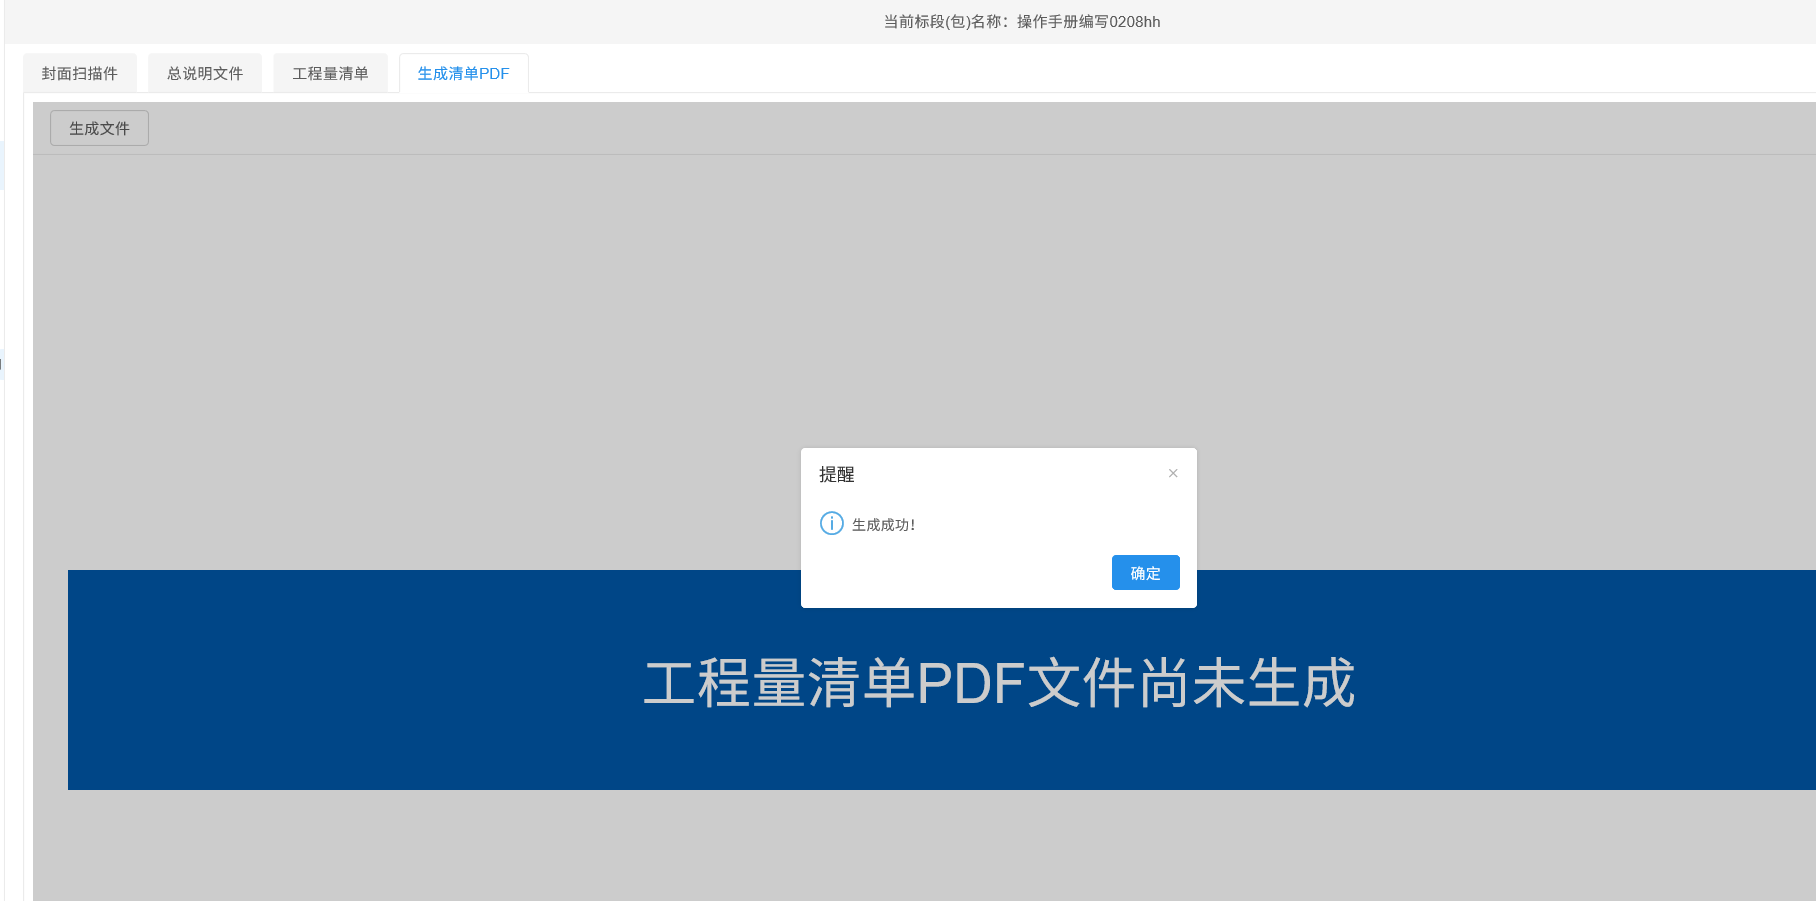 当前标段(包)名称：操作手册编写0208hh
封面扫描件 总说明文件 工程量清单 生成清单PDF
生成文件
提醒
生成成功！
确定
工程量清单PDF文件尚未生成